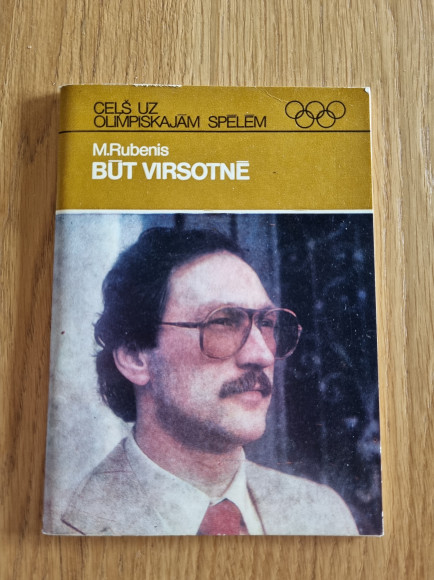 CEĻŠ UZ
OLIMPISKAJĀM SPĒLĒM
M.Rubenis
BŪT VIRSOTNĒ